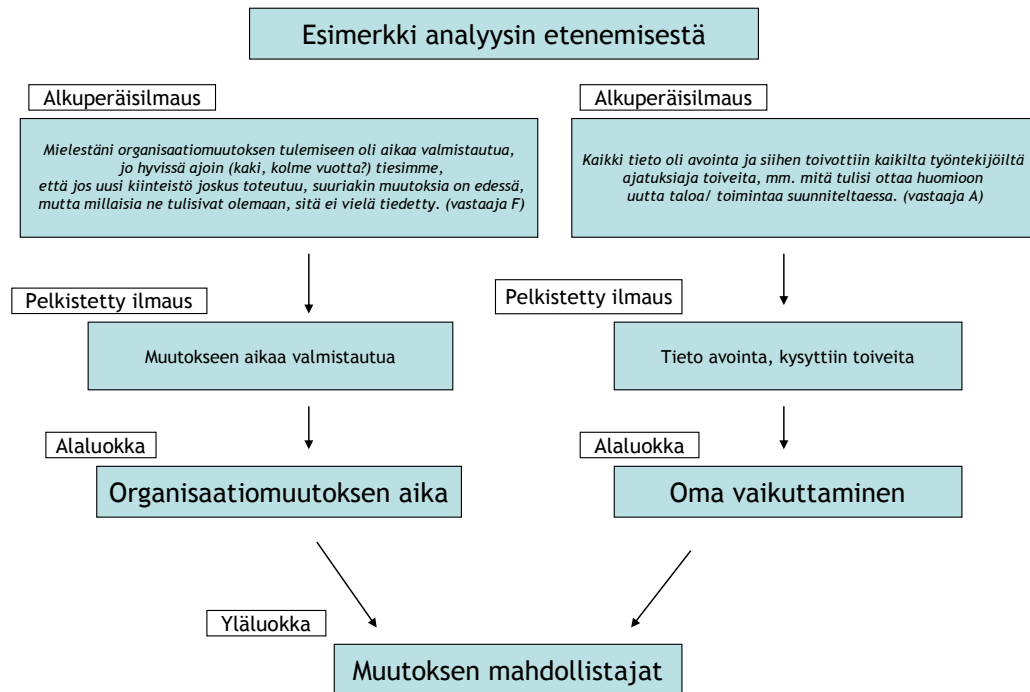 Esimerkki analyysin etenemisestä
Alkuperäisilmaus
Mielestäni organisaatiomuutoksen tulemiseen oli aikaa valmistautua,
jo hyvissä ajoin (kaki, kolme vuotta?) tiesimme,
että jos uusi kiinteistö joskus toteutuu, suuriakin muutoksia on edessä,
mutta millaisia ne tulisivat olemaan, sitä ei vielä tiedetty. (vastaaja F)
Pelkistetty ilmaus
Muutokseen aikaa valmistautua
Alaluokka
Organisaatiomuutoksen aika
Alkuperäisilmaus
Kaikki tieto oli avointa ja siihen toivottiin kaikilta työntekijöiltä
ajatuksiaja toiveita, mm. mitä tulisi ottaa huomioon
uutta taloa/ toimintaa suunniteltaessa. (vastaaja A)
Pelkistetty ilmaus
Tieto avointa, kysyttiin toiveita
Alaluokka
Oma vaikuttaminen
Yläluokka
Muutoksen mahdollistajat